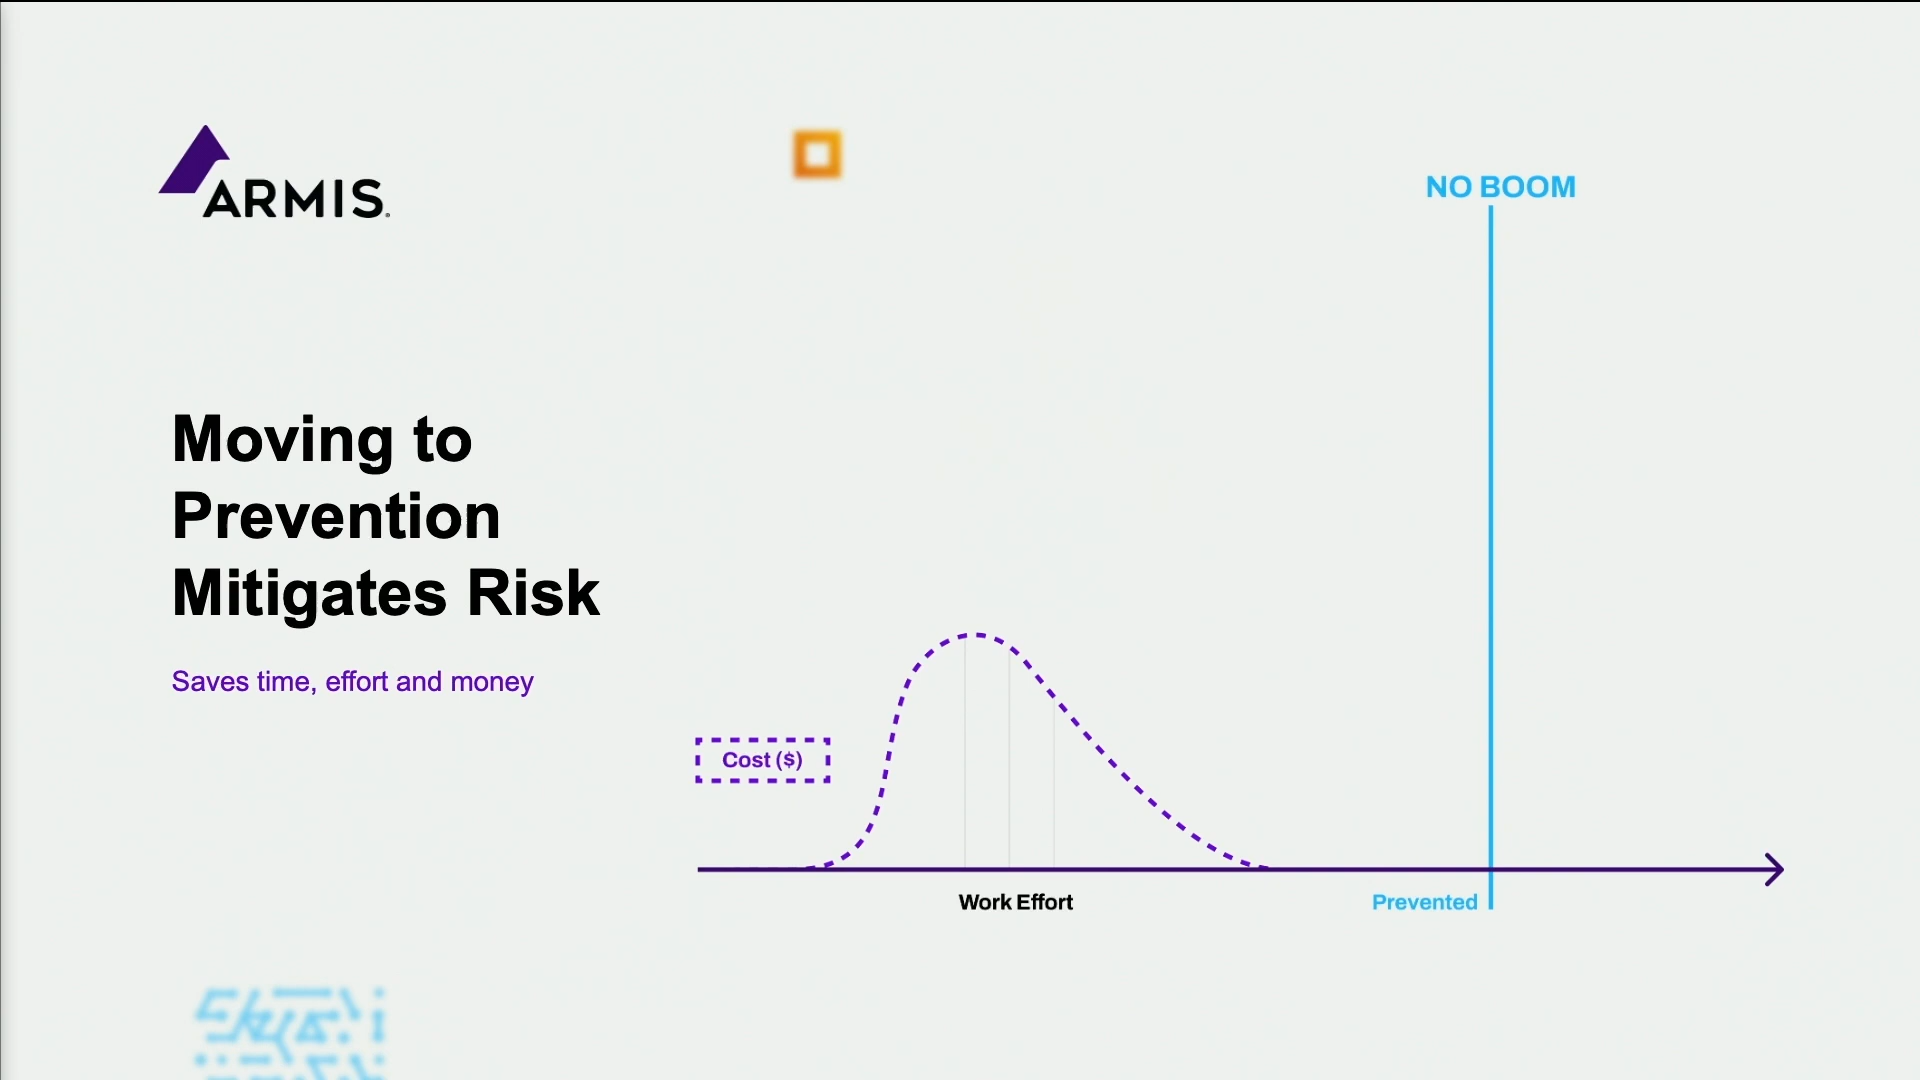 ARMIS
NO BOOM
Moving to
Prevention
Mitigates Risk
Saves time, effort and money
Cost ($)
Work Effort
Prevented